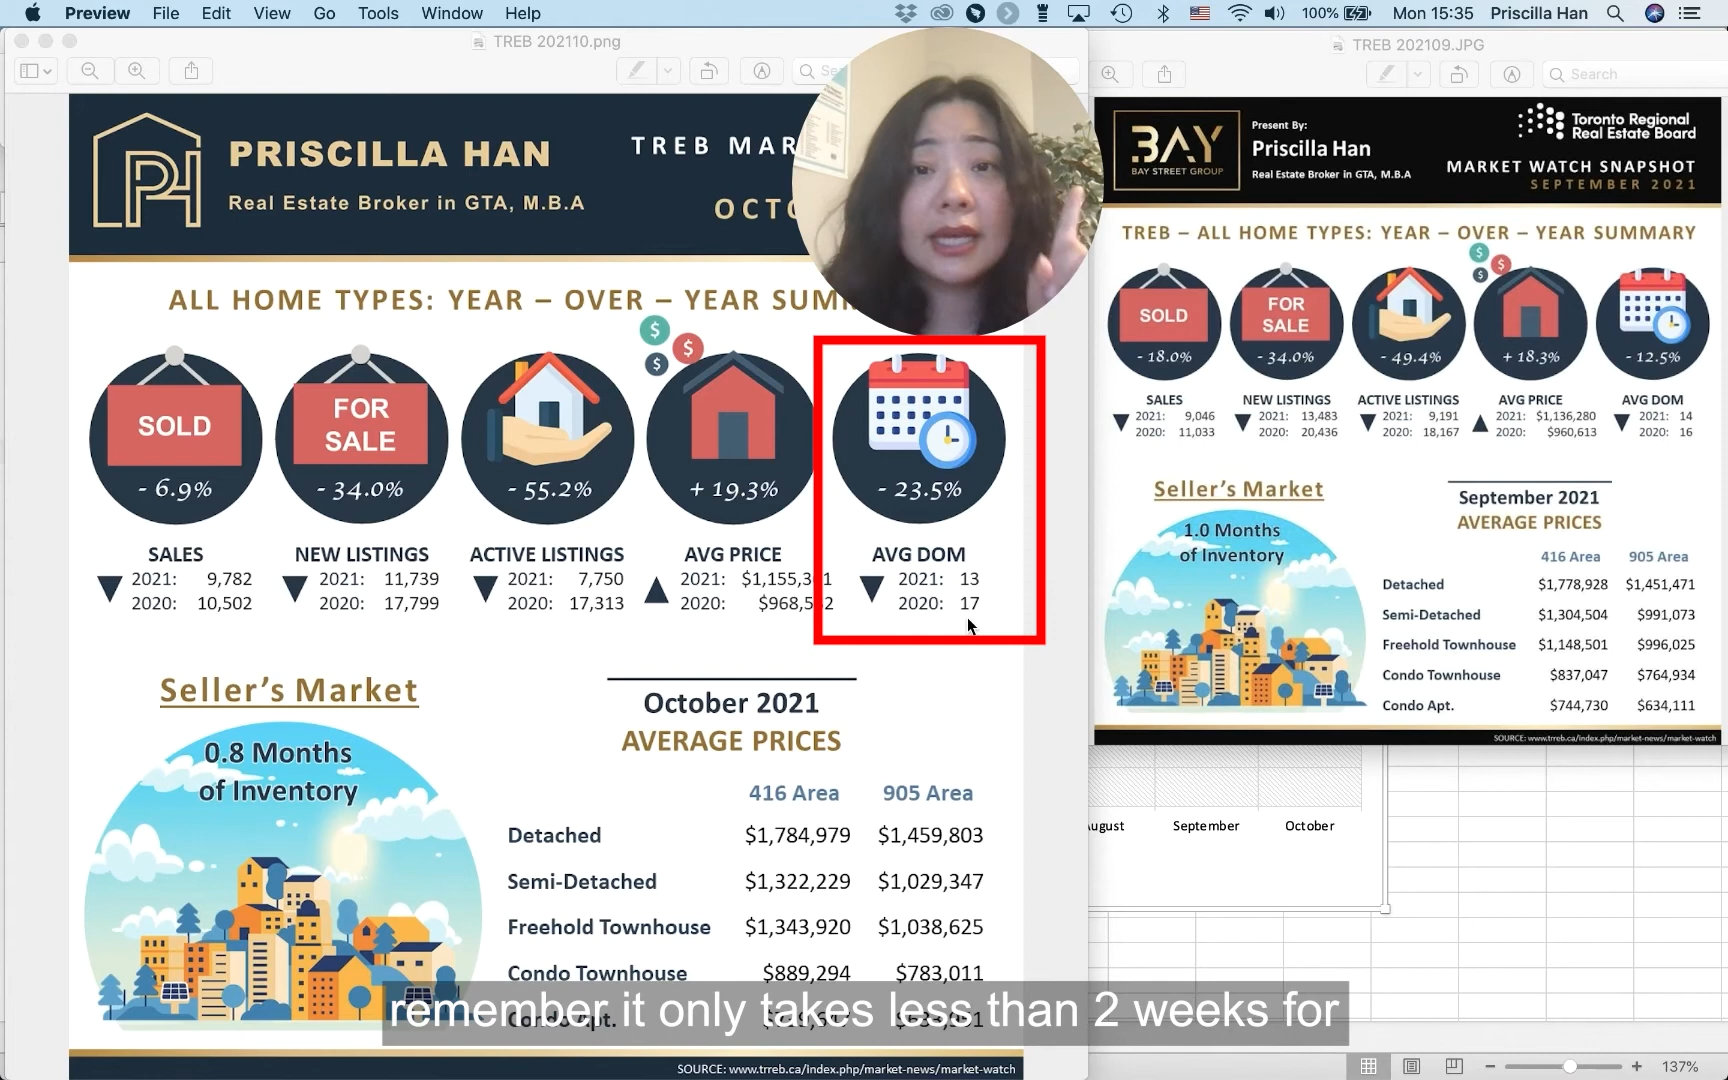 Preview File Edit View Go Tools Window Help
100% Mon 15:35 Priscilla Han
TREB 202110.png
PRISCILLA HAN
Real Estate Broker in GTA, M.B.A
TREB
ALL HOME TYPES: YEAR – OVER – YEAR
SOLD
- 6.9%
FOR
SALE
- 34.0%
- 55.2%
$ $ $
+ 19.3%
- 23.5%
SALES
2021: 9,782
2020: 10,502
NEW LISTINGS
2021: 11,739
2020: 17,799
ACTIVE LISTINGS
2021: 7,750
2020: 17,313
AVG PRICE
2021:
2020:
AVG DOM
2021: 13
2020: 17
Seller's Market
0.8 Months
of Inventory
October 2021
AVERAGE PRICES
416 Area 905 Area
Detached $1,784,979 $1,459,803
Semi-Detached $1,322,229 $1,029,347
Freehold Townhouse $1,343,920 $1,038,625
Condo Townhouse $889,294 $783,011
remember it only takes less than 2 weeks for
SOURCE: www.trreb.ca/index.php/market-news/market-watch
TREB 202109.JPG
Search
BAY
BAY STREET GROUP
Present By:
Priscilla Han
Real Estate Broker in GTA, M.B.A
Toronto Regional
Real Estate Board
MARKET WATCH SNAPSHOT
SEPTEMBER 2021
TREB – ALL HOME TYPES: YEAR – OVER – YEAR SUMMARY
SOLD
- 18.0%
FOR
SALE
- 34.0%
- 49.4%
$ $ $
+ 18.3%
- 12.5%
SALES
2021: 9,046
2020: 11,033
NEW LISTINGS
2021: 13,483
2020: 20,436
ACTIVE LISTINGS
2021: 9,191
2020: 18,167
AVG PRICE
2021: $1,136,280
2020: $960,613
AVG DOM
2021: 14
2020: 16
Seller's Market
1.0 Months
of Inventory
September 2021
AVERAGE PRICES
416 Area 905 Area
Detached $1,778,928 $1,451,471
Semi-Detached $1,304,504 $991,073
Freehold Townhouse $1,148,501 $996,025
Condo Townhouse $837,047 $764,934
Condo Apt. $744,730 $634,111
SOURCE: www.trreb.ca/index.php/market-news/market-watch
September October
137%